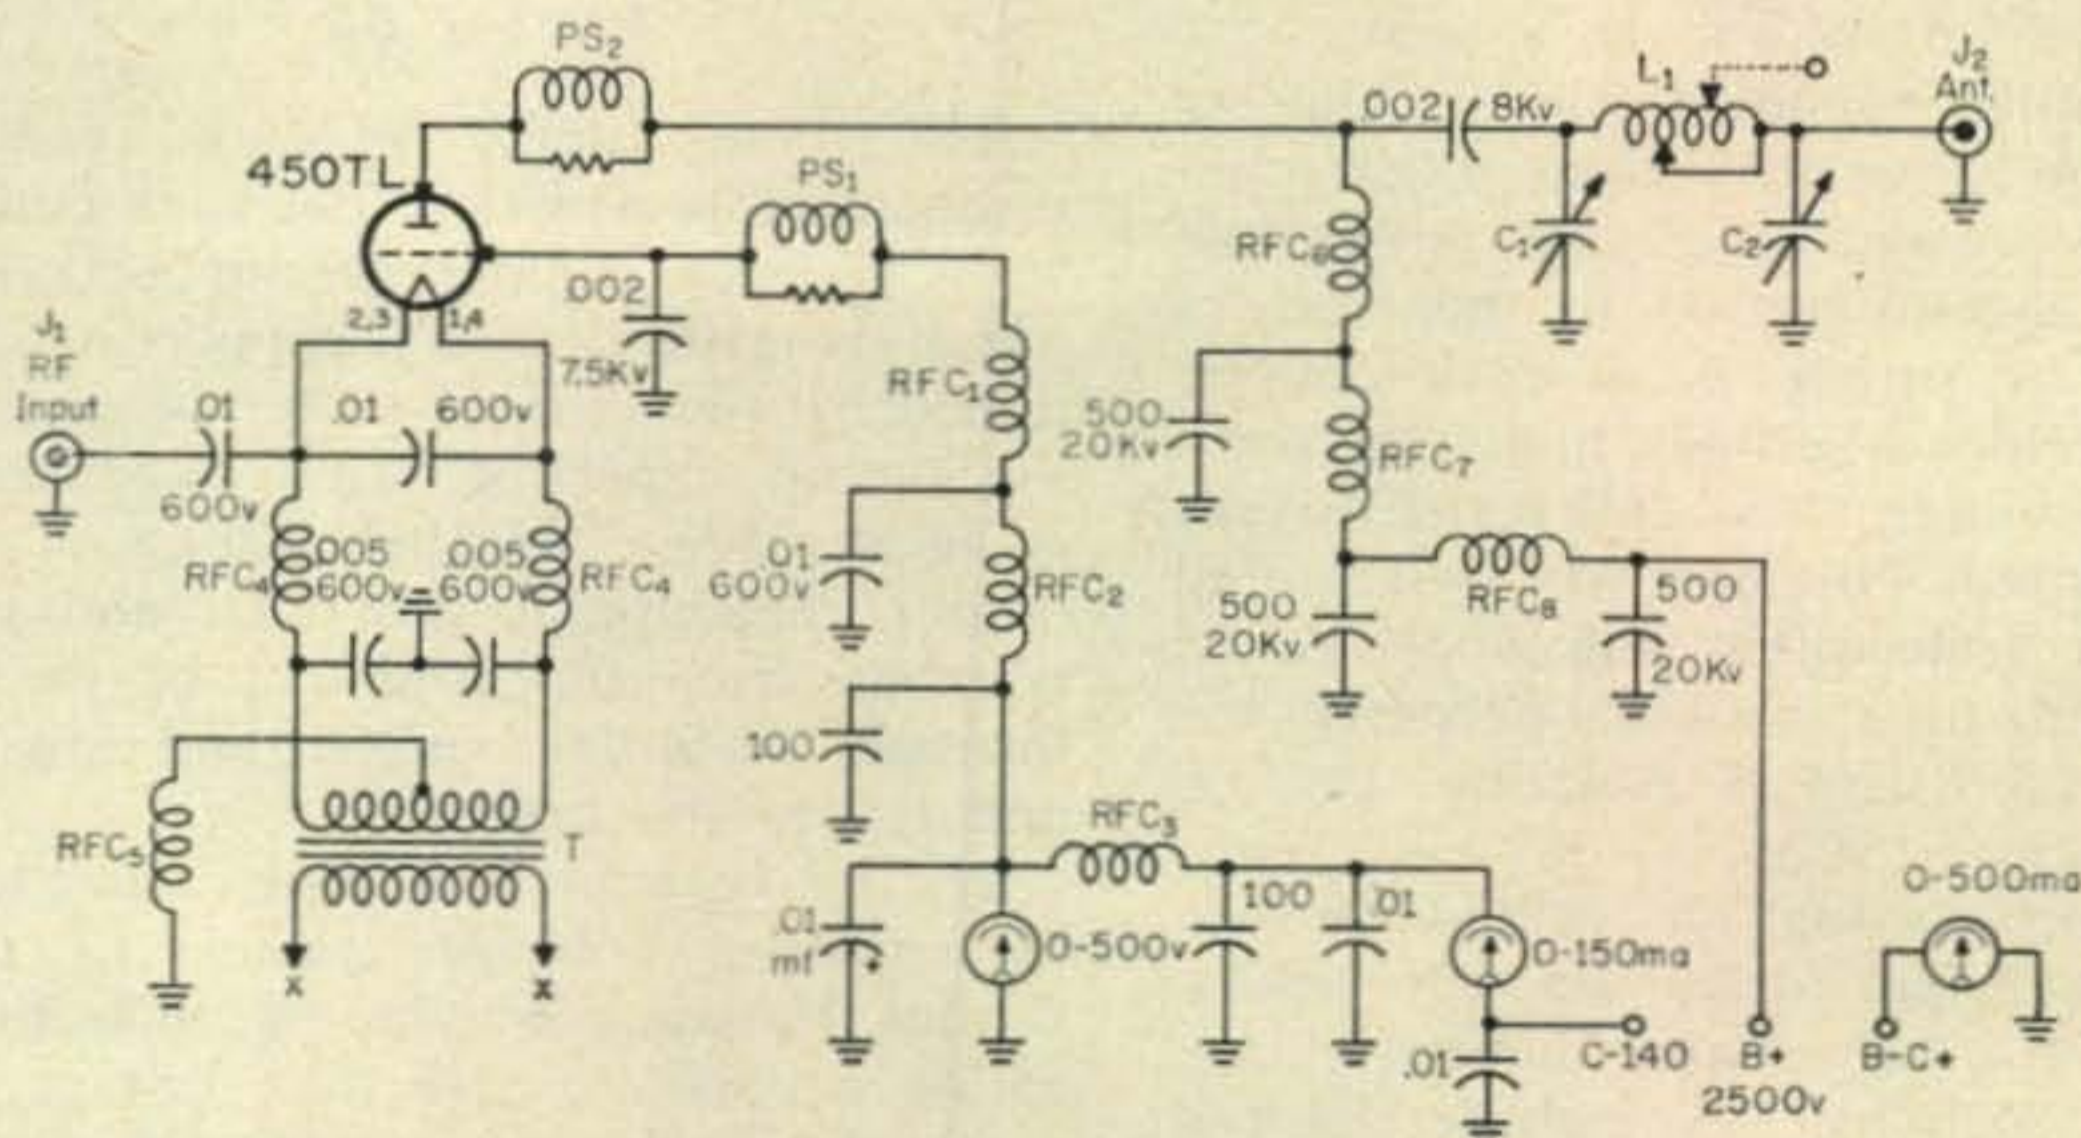 PS₂
450TL
PS₁
.002
8Kv
L₁
J₂
Ant.
C₁
C₂
2,3
1,4
.002
7.5Kv
J₁
RF
Input
.01
600v
.01
600v
RFC₄
.005
600v
.005
600v
RFC₄
RFC₅
T
X
X
RFC₁
.01
600v
RFC₂
100
RFC₃
.01
mf
0-500v
100
.01
0-150ma
.01
C-140
RFC₆
500
20Kv
RFC₇
500
20Kv
RFC₈
500
20Kv
B+
2500v
0-500ma
B-C+